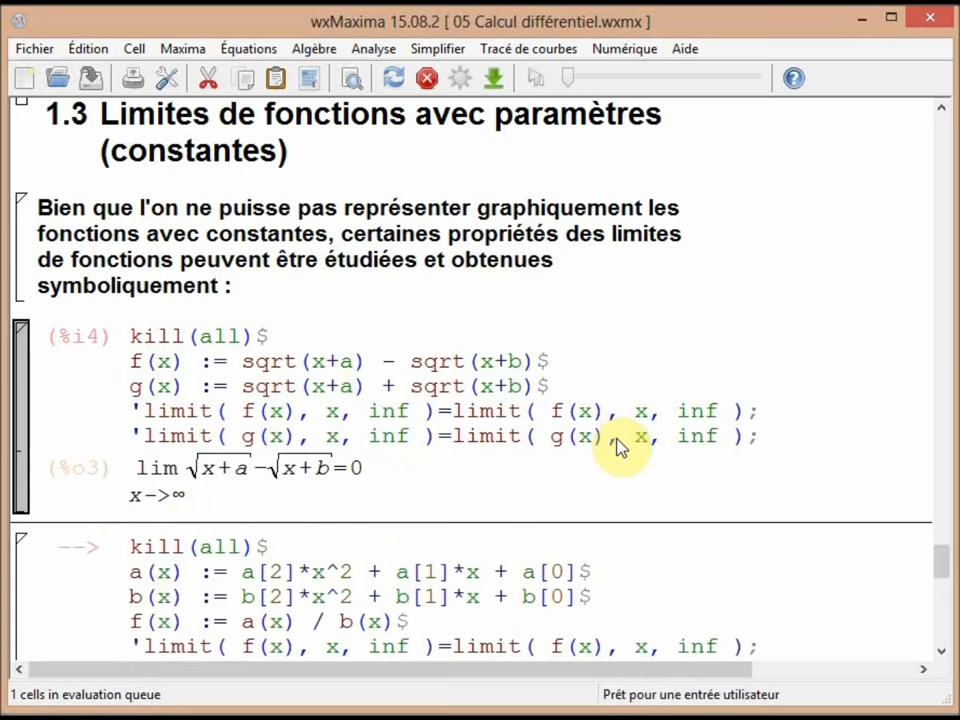 wxMaxima 15.08.2 [ 05 Calcul différentiel.wxmx ]
Fichier Édition Cell Maxima Équations Algèbre Analyse Simplifier Tracé de courbes Numérique Aide
1.3 Limites de fonctions avec paramètres
(constantes)
Bien que l'on ne puisse pas représenter graphiquement les
fonctions avec constantes, certaines propriétés des limites
de fonctions peuvent être étudiées et obtenues
symboliquement :
(%i4) kill(all)$
f(x) := sqrt(x+a) - sqrt(x+b)$
g(x) := sqrt(x+a) + sqrt(x+b)$
'limit( f(x), x, inf )=limit( f(x), x, inf );
'limit( g(x), x, inf )=limit( g(x), x, inf );
(%o3) lim √x+a-√x+b=0
x->∞
--> kill(all)$
a(x) := a[2]*x^2 + a[1]*x + a[0]$
b(x) := b[2]*x^2 + b[1]*x + b[0]$
f(x) := a(x) / b(x)$
'limit( f(x), x, inf )=limit( f(x), x, inf );
1 cells in evaluation queue Prêt pour une entrée utilisateur